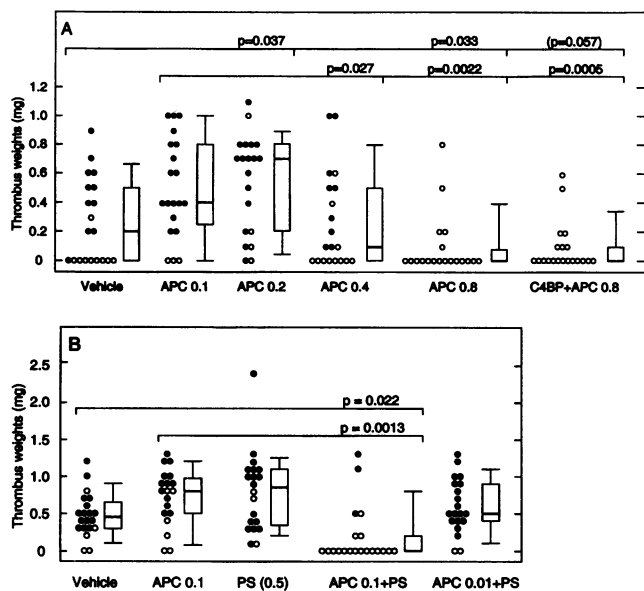 A
p=0.037 p=0.033 (p=0.057)
p=0.027 p=0.0022 p=0.0005
Thrombus weights (mg)
1.2
1.0
0.8
0.6
0.4
0.2
0
Vehicle APC 0.1 APC 0.2 APC 0.4 APC 0.8 C4BP+APC 0.8
B
p = 0.022
p = 0.0013
Thrombus weights (mg)
2.5
2.0
1.5
1.0
0.5
0
Vehicle APC 0.1 PS (0.5) APC 0.1+PS APC 0.01+PS